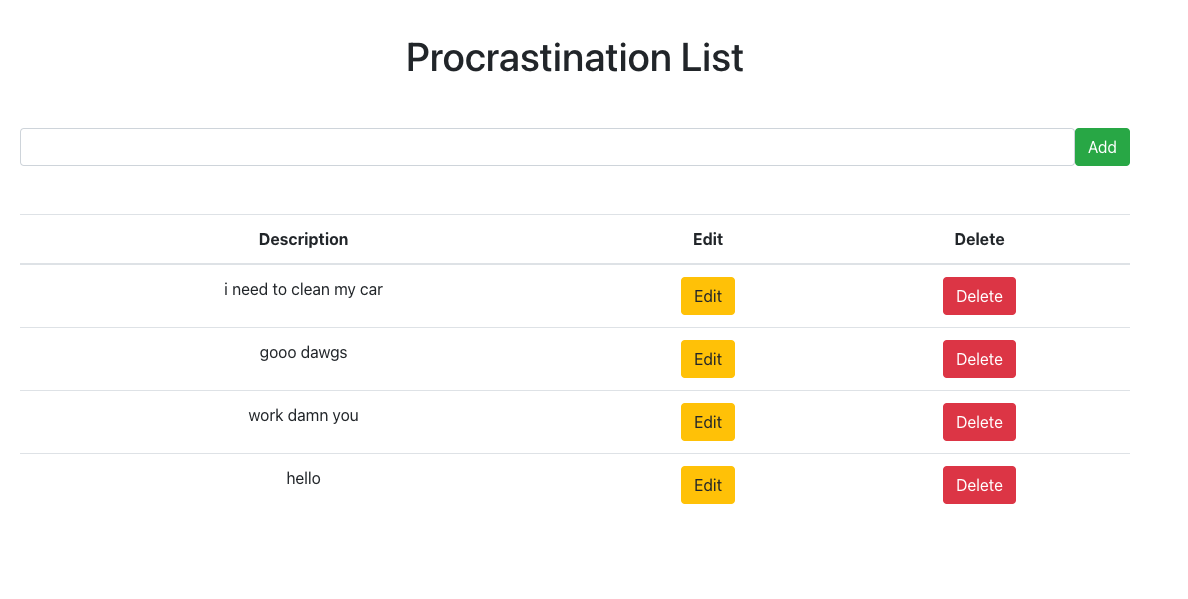 Procrastination List
Add
Description Edit Delete
i need to clean my car Edit Delete
gooo dawgs Edit Delete
work damn you Edit Delete
hello Edit Delete